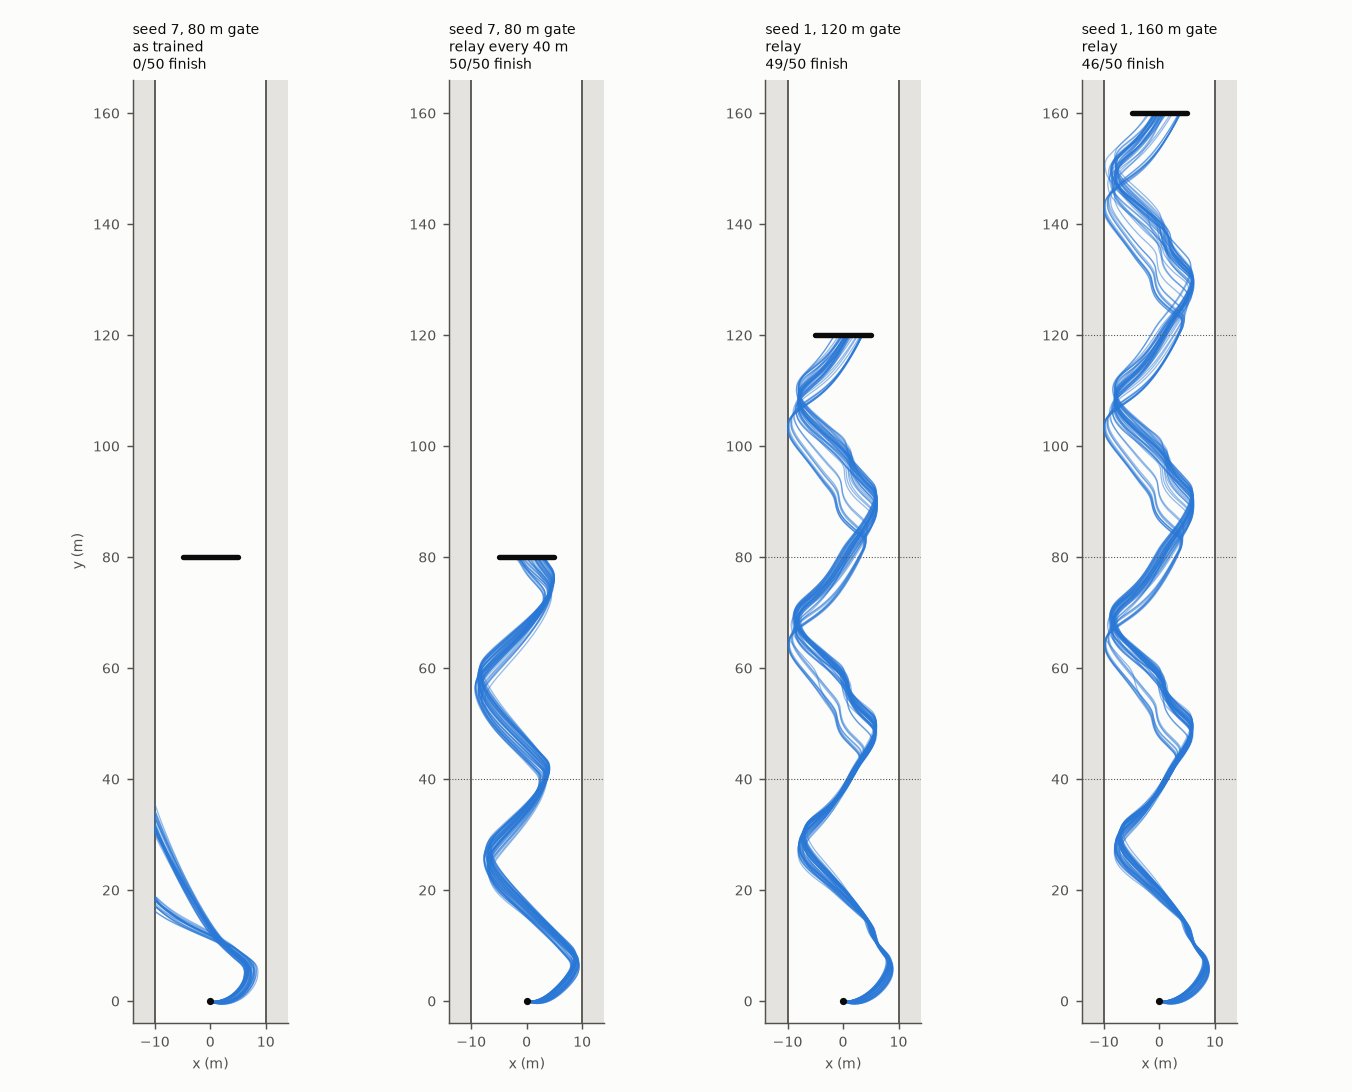 seed 7, 80 m gate
as trained
0/50 finish
seed 7, 80 m gate
relay every 40 m
50/50 finish
seed 1, 120 m gate
relay
49/50 finish
seed 1, 160 m gate
relay
46/50 finish
y (m)
160
140
120
100
80
60
40
20
0
−10 0 10
x (m)
160
140
120
100
80
60
40
20
0
−10 0 10
x (m)
160
140
120
100
80
60
40
20
0
−10 0 10
x (m)
160
140
120
100
80
60
40
20
0
−10 0 10
x (m)